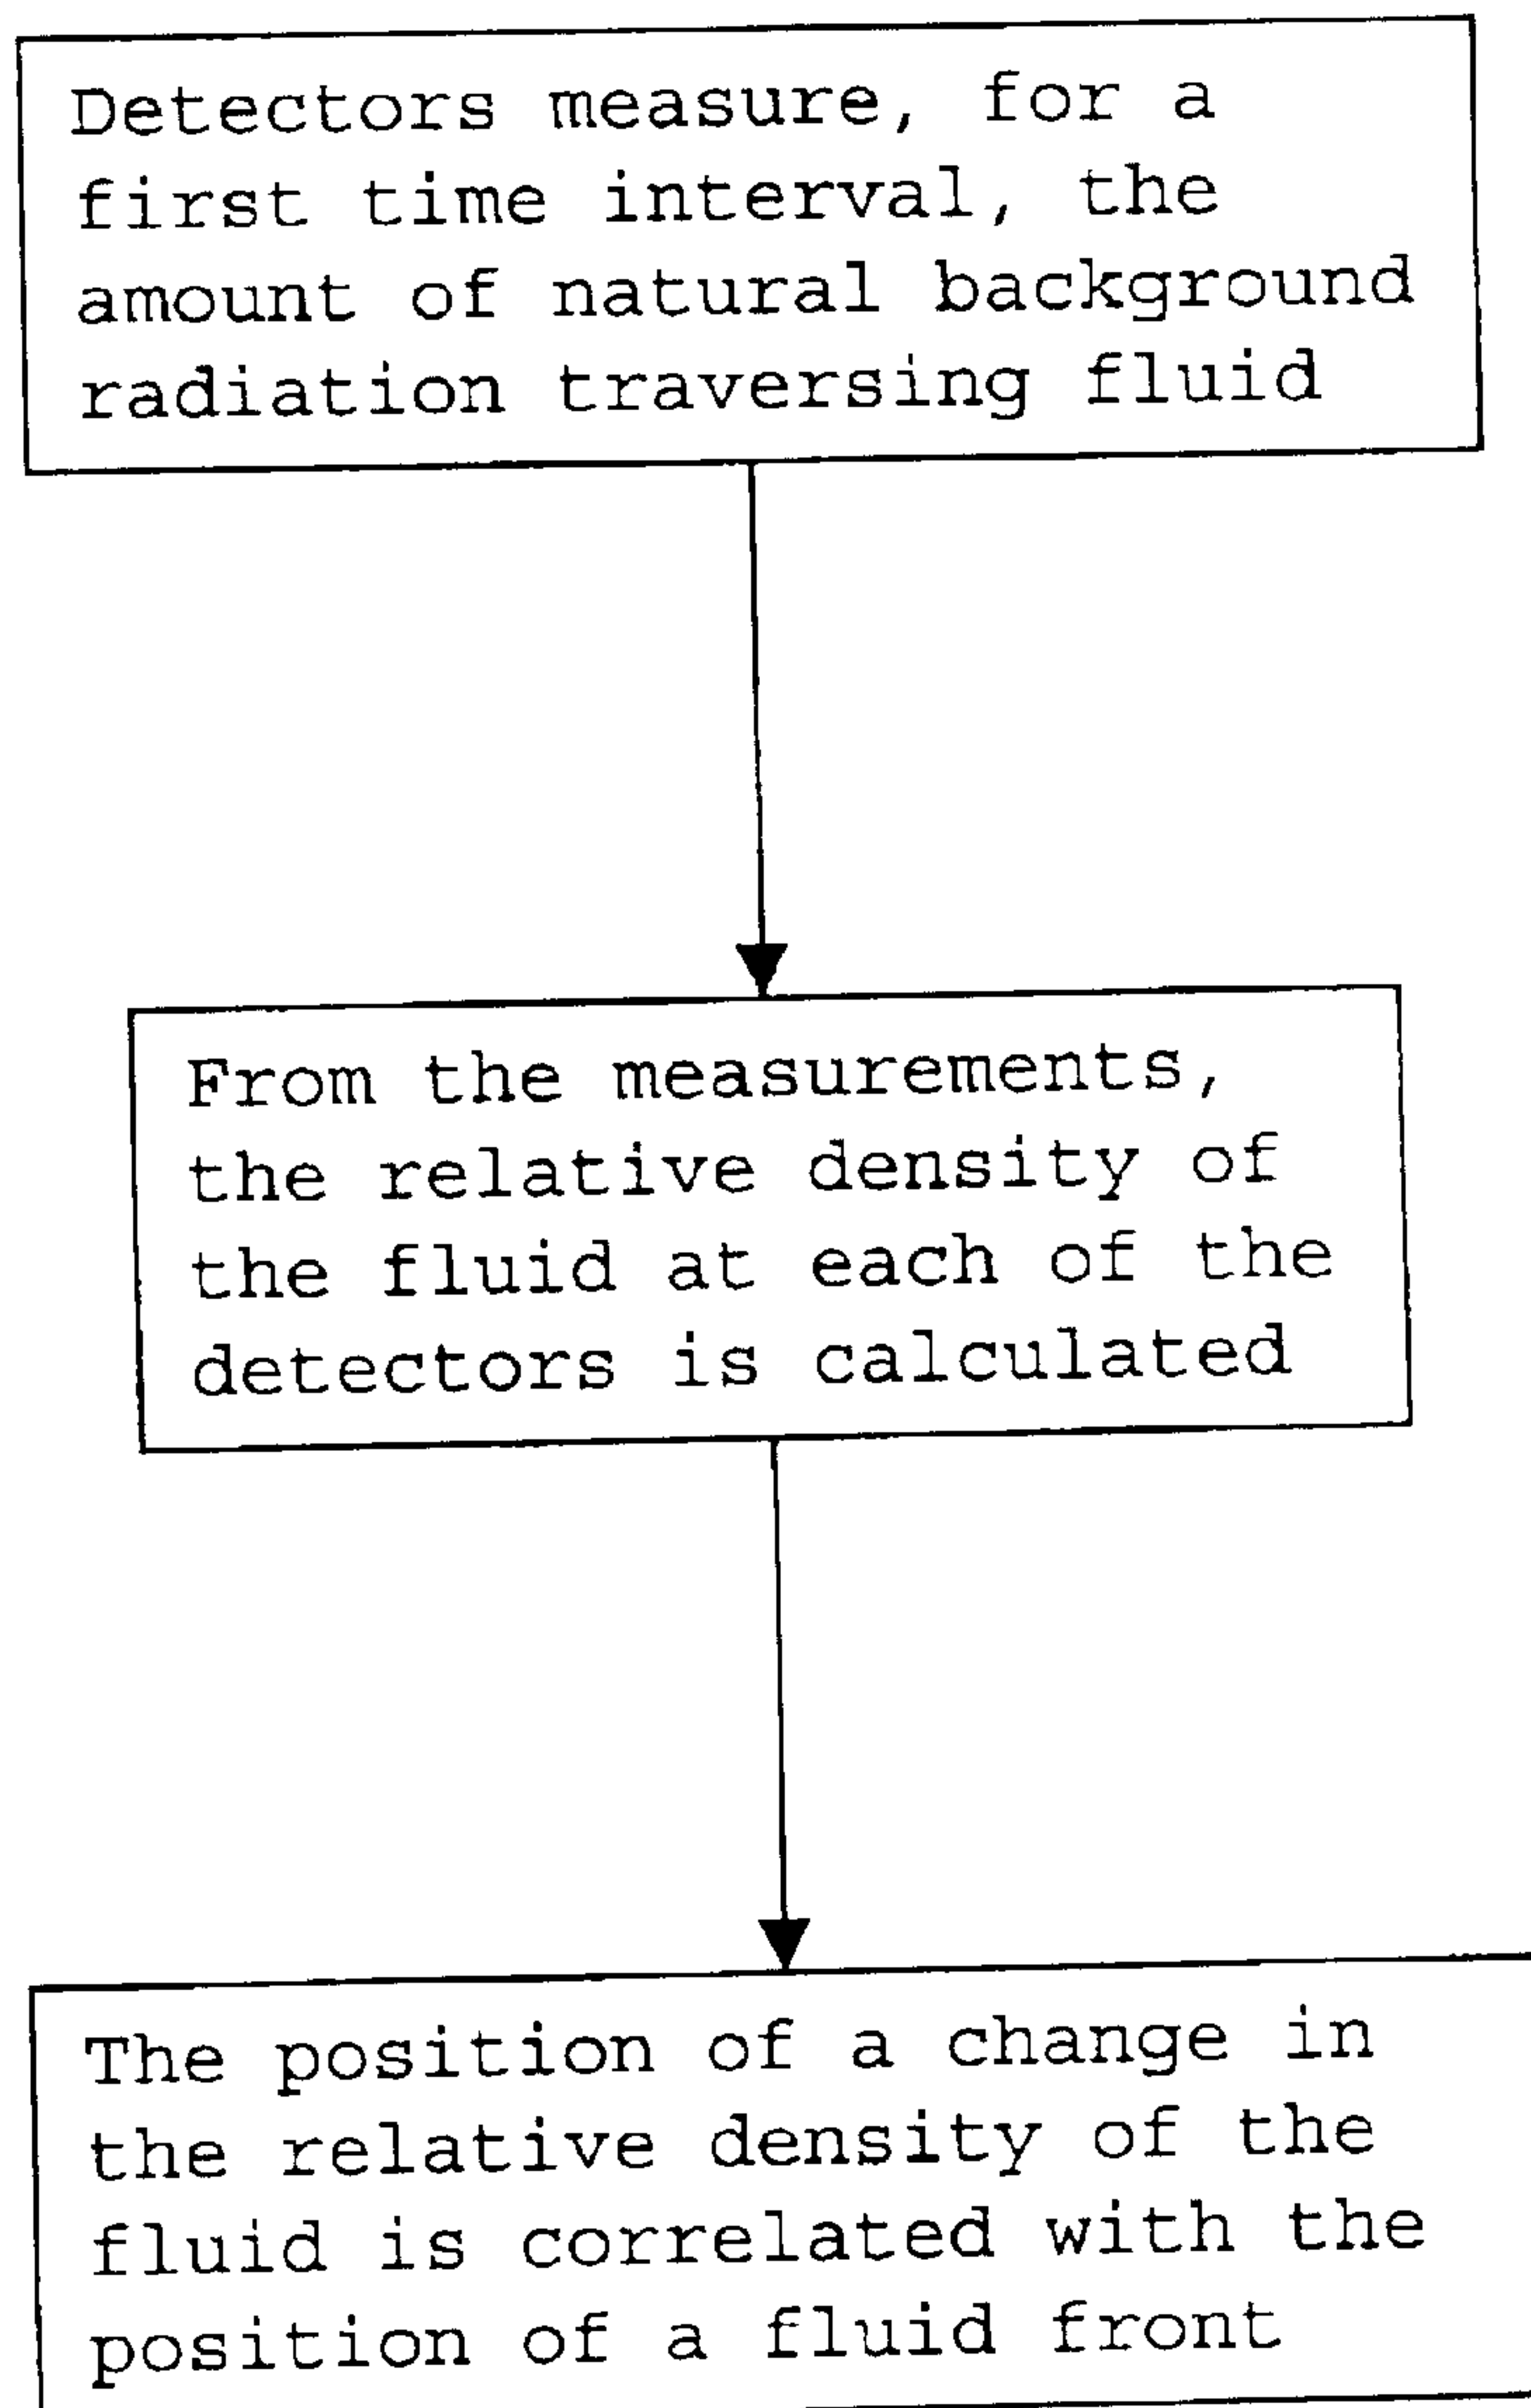 Detectors measure, for a
first time interval, the
amount of natural background
radiation traversing fluid
From the measurements,
the relative density of
the fluid at each of the
detectors is calculated
The position of a change in
the relative density of the
fluid is correlated with the
position of a fluid front